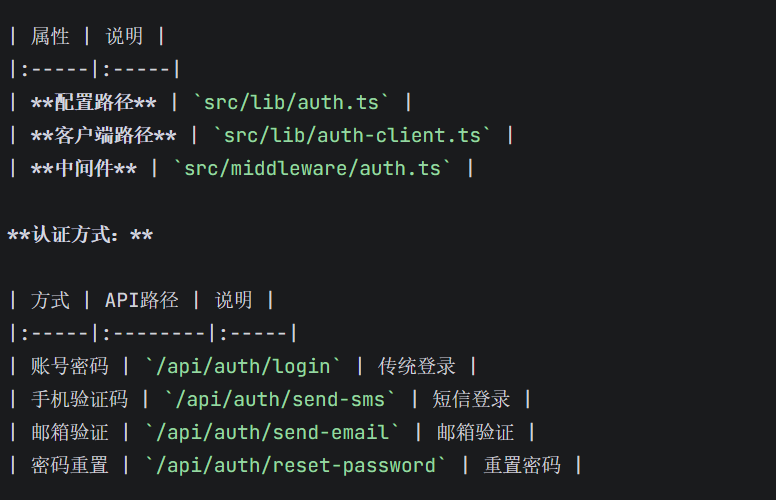 | 属性 | 说明 |
|:-----|:-----|
| **配置路径** | `src/lib/auth.ts` |
| **客户端路径** | `src/lib/auth-client.ts` |
| **中间件** | `src/middleware/auth.ts` |
**认证方式：**
| 方式 | API路径 | 说明 |
|:-----|:--------|:-----|
| 账号密码 | `/api/auth/login` | 传统登录 |
| 手机验证码 | `/api/auth/send-sms` | 短信登录 |
| 邮箱验证 | `/api/auth/send-email` | 邮箱验证 |
| 密码重置 | `/api/auth/reset-password` | 重置密码 |